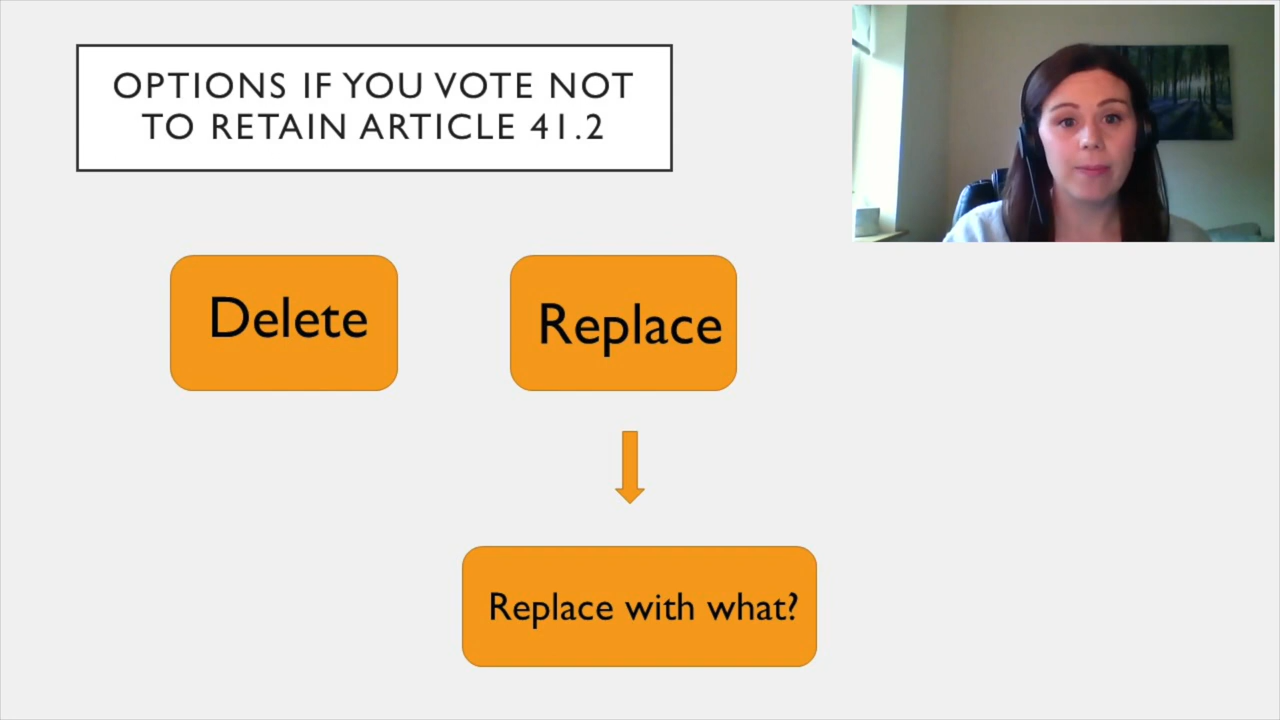 OPTIONS IF YOU VOTE NOT
TO RETAIN ARTICLE 41.2
Delete
Replace
Replace with what?